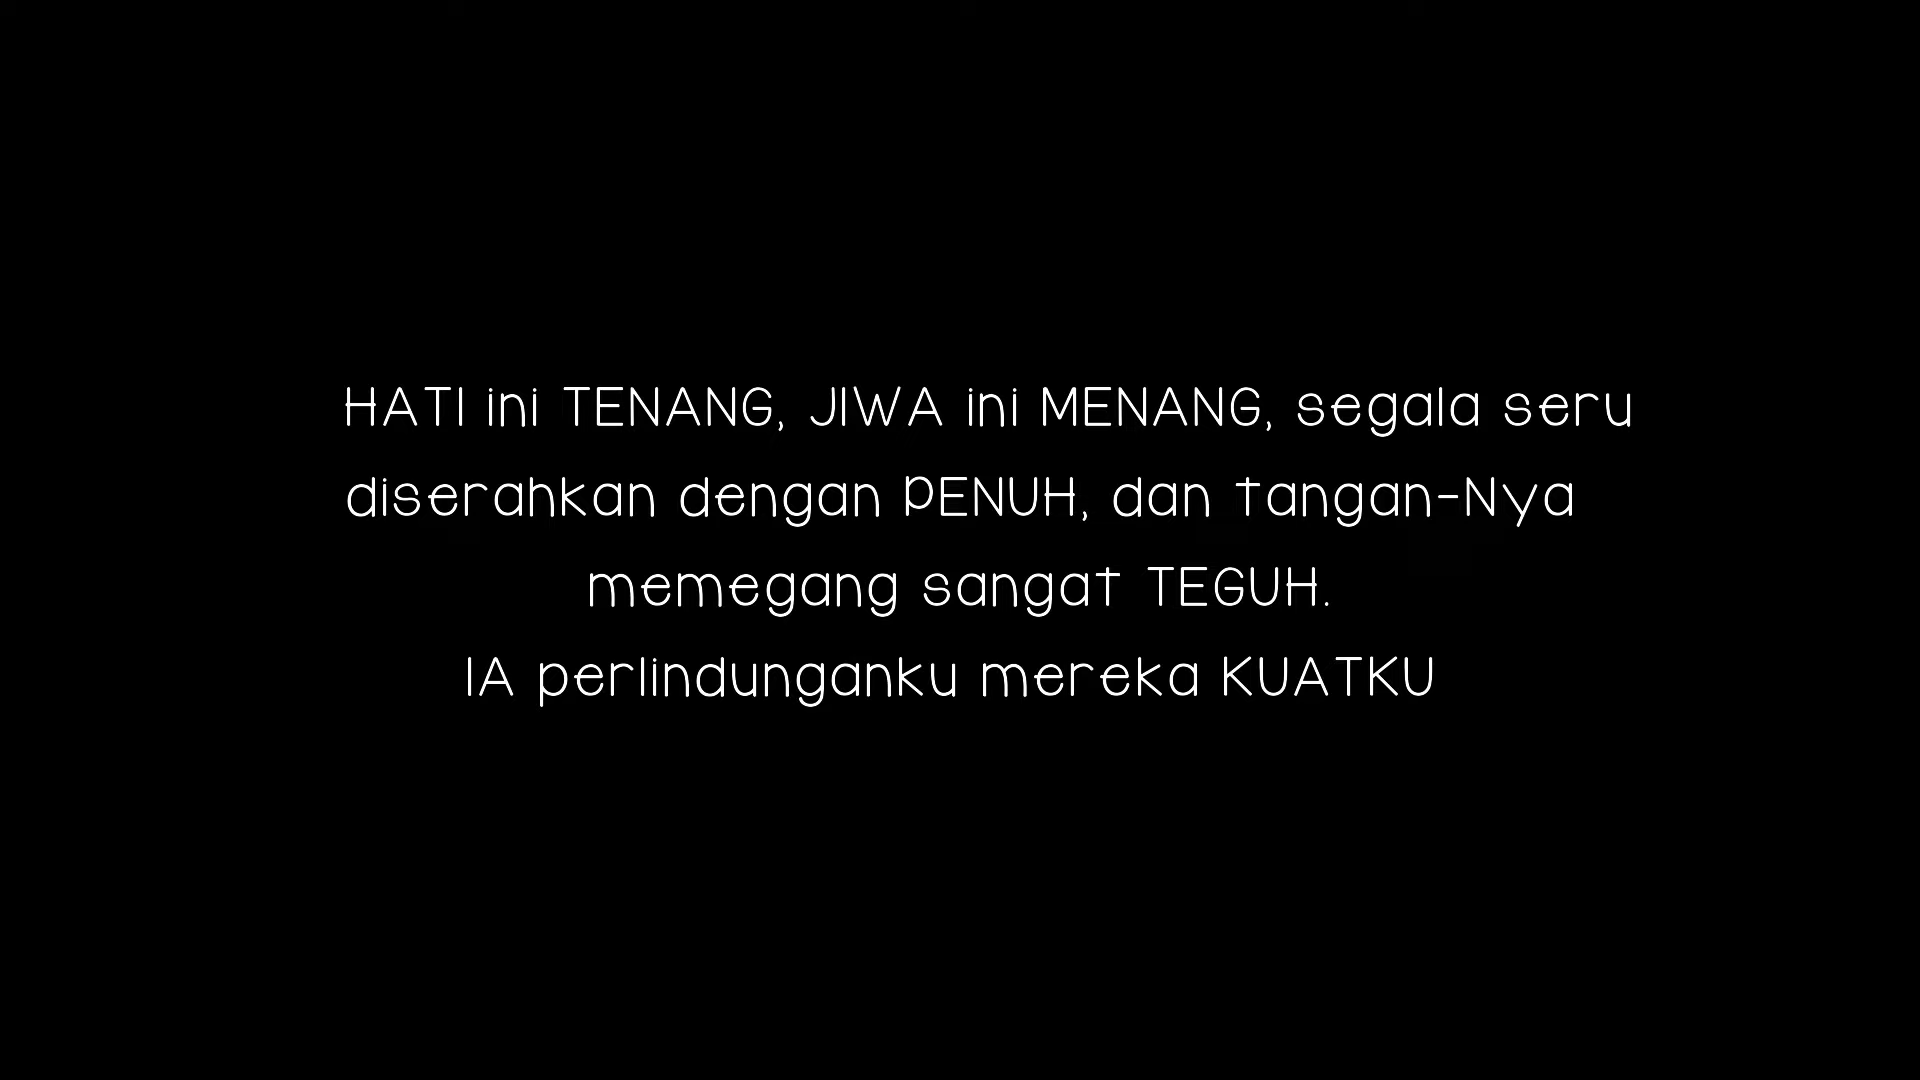 HATI ini TENANG, JIWA ini MENANG, segala seru
diserahkan dengan PENUH, dan tangan-Nya
memegang sangat TEGUH.
IA perlindunganku mereka KUATKU